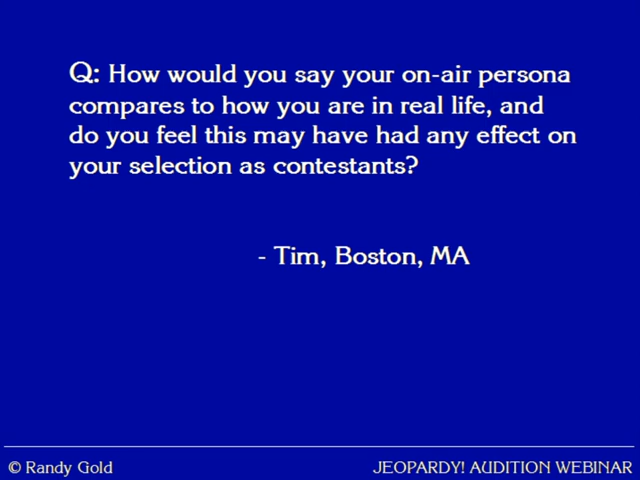 Q: How would you say your on-air persona
compares to how you are in real life, and
do you feel this may have had any effect on
your selection as contestants?
- Tim, Boston, MA
© Randy Gold
JEOPARDY! AUDITION WEBINAR